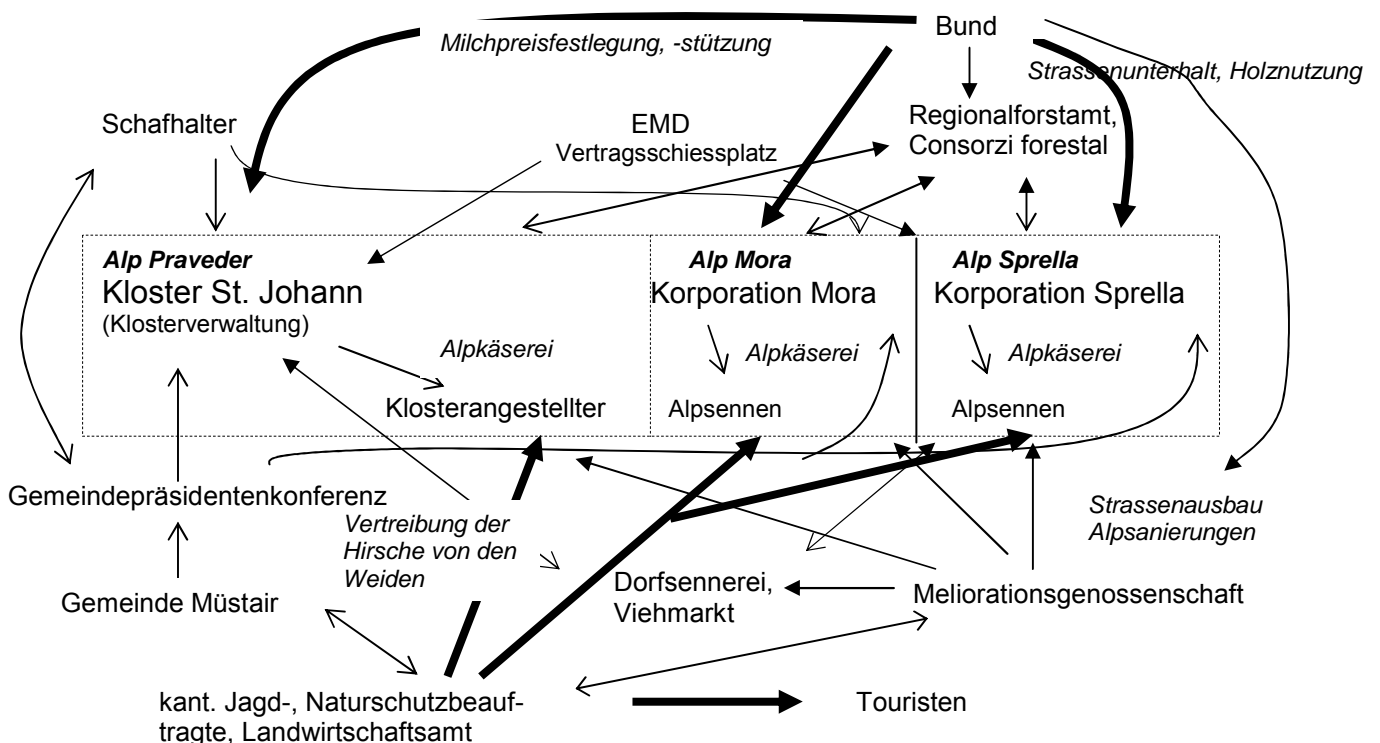 Bund
Milchpreisfestlegung, -stützung
Strassenunterhalt, Holznutzung
Schafhalter
EMD
Vertragsschiessplatz
Regionalforstamt,
Consorzi forestal
Alp Praveder
Kloster St. Johann
(Klosterverwaltung)
Alp Mora
Korporation Mora
Alp Sprella
Korporation Sprella
Alpkäserei
Alpkäserei
Alpkäserei
Klosterangestellter
Alpsennen
Alpsennen
Gemeindepräsidentenkonferenz
Vertreibung der
Hirsche von den
Weiden
Strassenausbau
Alpsanierungen
Gemeinde Müstair
Dorfsennerei,
Viehmarkt
Meliorationsgenossenschaft
kant. Jagd-, Naturschutzbeauf-
tragte, Landwirtschaftsamt
Touristen